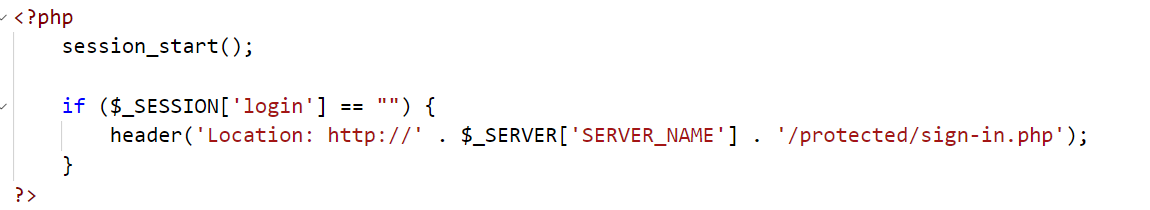 <?php
    session_start();

    if ($_SESSION['login'] == "") {
        header('Location: http://' . $_SERVER['SERVER_NAME'] . '/protected/sign-in.php');
    }
?>